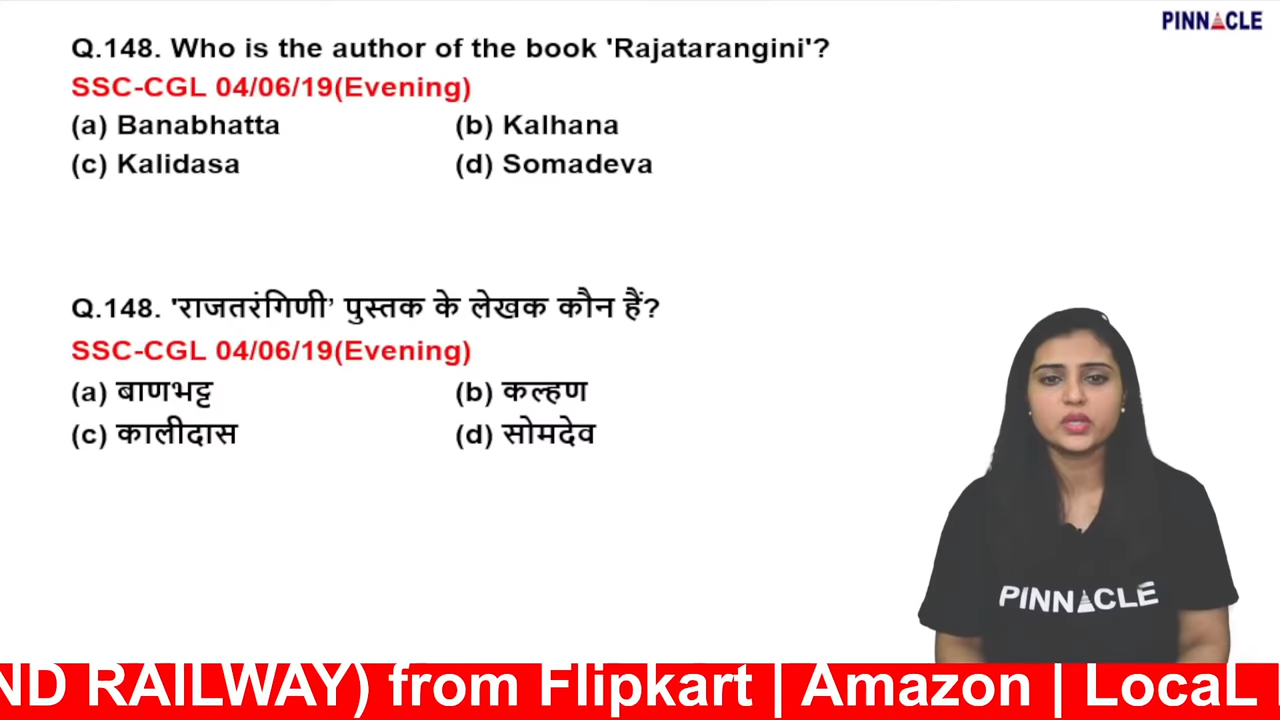 PINNACLE
Q.148. Who is the author of the book 'Rajatarangini'?
SSC-CGL 04/06/19(Evening)
(a) Banabhatta (b) Kalhana
(c) Kalidasa (d) Somadeva
Q.148. 'राजतरंगिणी’ पुस्तक के लेखक कौन हैं?
SSC-CGL 04/06/19(Evening)
(a) बाणभट्ट (b) कल्हण
(c) कालीदास (d) सोमदेव
PINNACLE
ND RAILWAY) from Flipkart | Amazon | LocaL